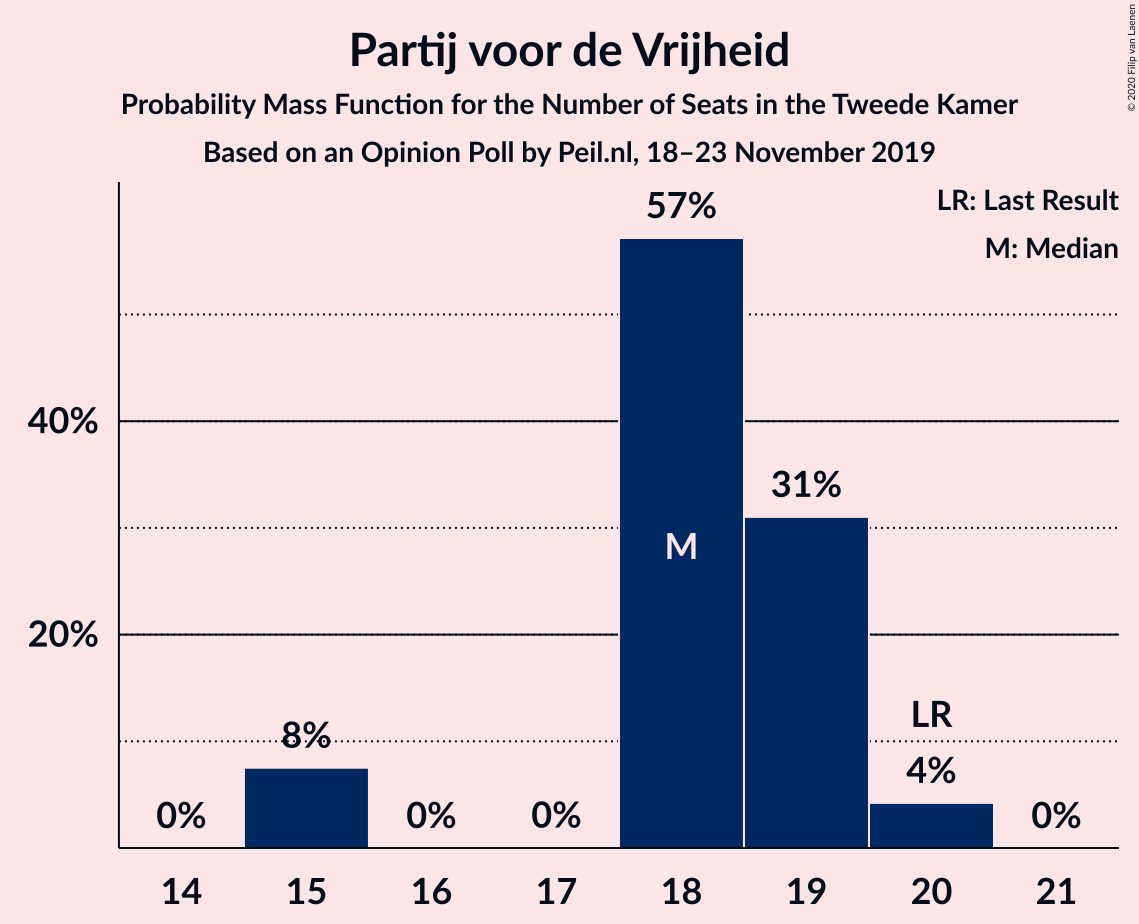 Partij voor de Vrijheid
Probability Mass Function for the Number of Seats in the Tweede Kamer
Based on an Opinion Poll by Peil.nl, 18–23 November 2019
© 2020 Filip van Laenen
LR: Last Result
M: Median
57%
40%
31%
M
20%
LR
8%
4%
0%
0%
0%
0%
14 15 16 17 18 19 20 21